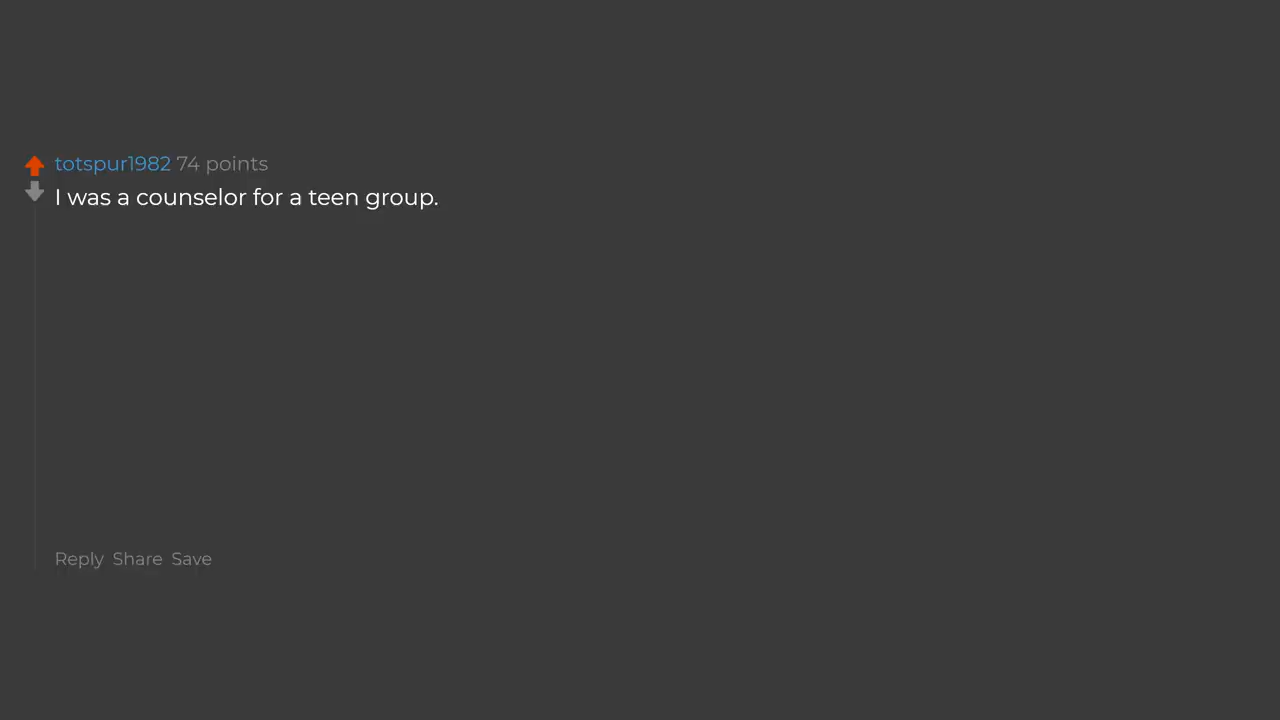 totspur1982 74 points
I was a counselor for a teen group.
Reply Share Save